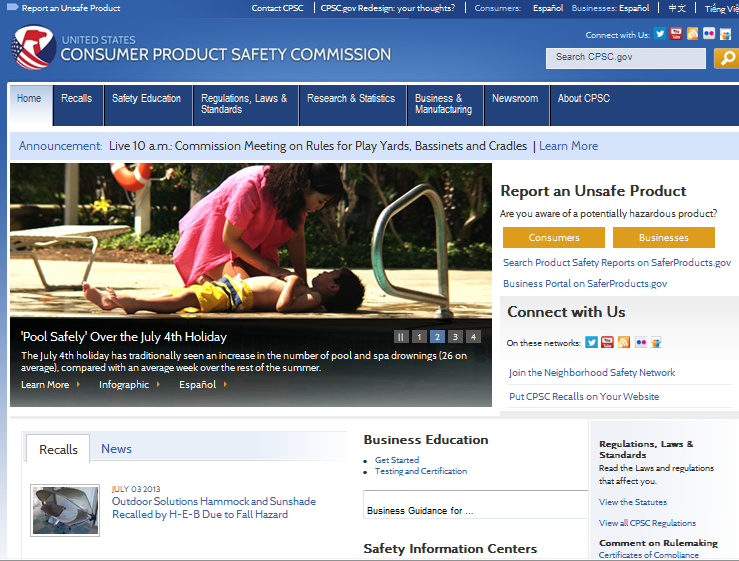 Report an Unsafe Product
Contact CPSC
CPSC.gov Redesign: your thoughts?
Consumers: Español
Businesses: Español
中文
Tiếng Việ
UNITED STATES
CONSUMER PRODUCT SAFETY COMMISSION
Connect with Us:
Search CPSC.gov
Home
Recalls
Safety Education
Regulations, Laws &
Standards
Research & Statistics
Business &
Manufacturing
Newsroom
About CPSC
Announcement: Live 10 a.m.: Commission Meeting on Rules for Play Yards, Bassinets and Cradles | Learn More
'Pool Safely' Over the July 4th Holiday
1 2 3 4
The July 4th holiday has traditionally seen an increase in the number of pool and spa drownings (26 on
average), compared with an average week over the rest of the summer.
Learn More
Infographic
Español
Report an Unsafe Product
Are you aware of a potentially hazardous product?
Consumers
Businesses
Search Product Safety Reports on SaferProducts.gov
Business Portal on SaferProducts.gov
Connect with Us
On these networks:
Join the Neighborhood Safety Network
Put CPSC Recalls on Your Website
Recalls
News
JULY 03 2013
Outdoor Solutions Hammock and Sunshade
Recalled by H-E-B Due to Fall Hazard
Business Education
Get Started
Testing and Certification
Business Guidance for ...
Safety Information Centers
Regulations, Laws &
Standards
Read the Laws and regulations
that affect you.
View the Statutes
View all CPSC Regulations
Comment on Rulemaking
Certificates of Compliance